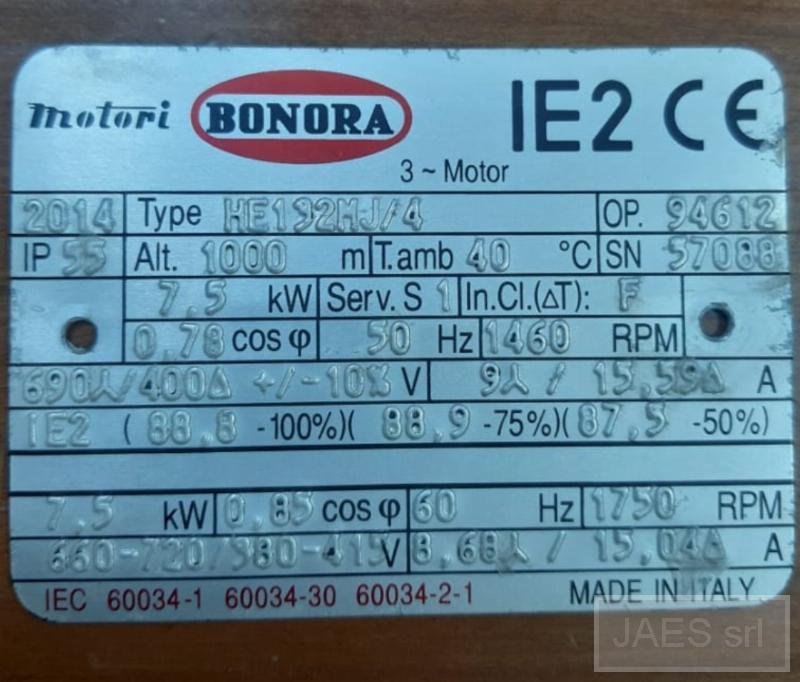 motori BONORA IE2 CE
3 ~ Motor
2014 Type HE132MJ/4 OP. 94612
IP 55 Alt. 1000 m T.amb 40 °C SN 57088
7.5 kW Serv. S 1 In.Cl.(ΔT): F
0.78 cos φ 50 Hz 1460 RPM
690⅄/400Δ +/-10% V 9⅄ / 15.59Δ A
IE2 ( 88.8 -100%)( 88.9 -75%)( 87.5 -50%)
7.5 kW 0.85 cos φ 60 Hz 1750 RPM
660-720/380-415 V 8.68⅄ / 15.04Δ A
IEC 60034-1 60034-30 60034-2-1 MADE IN ITALY
JAES srl